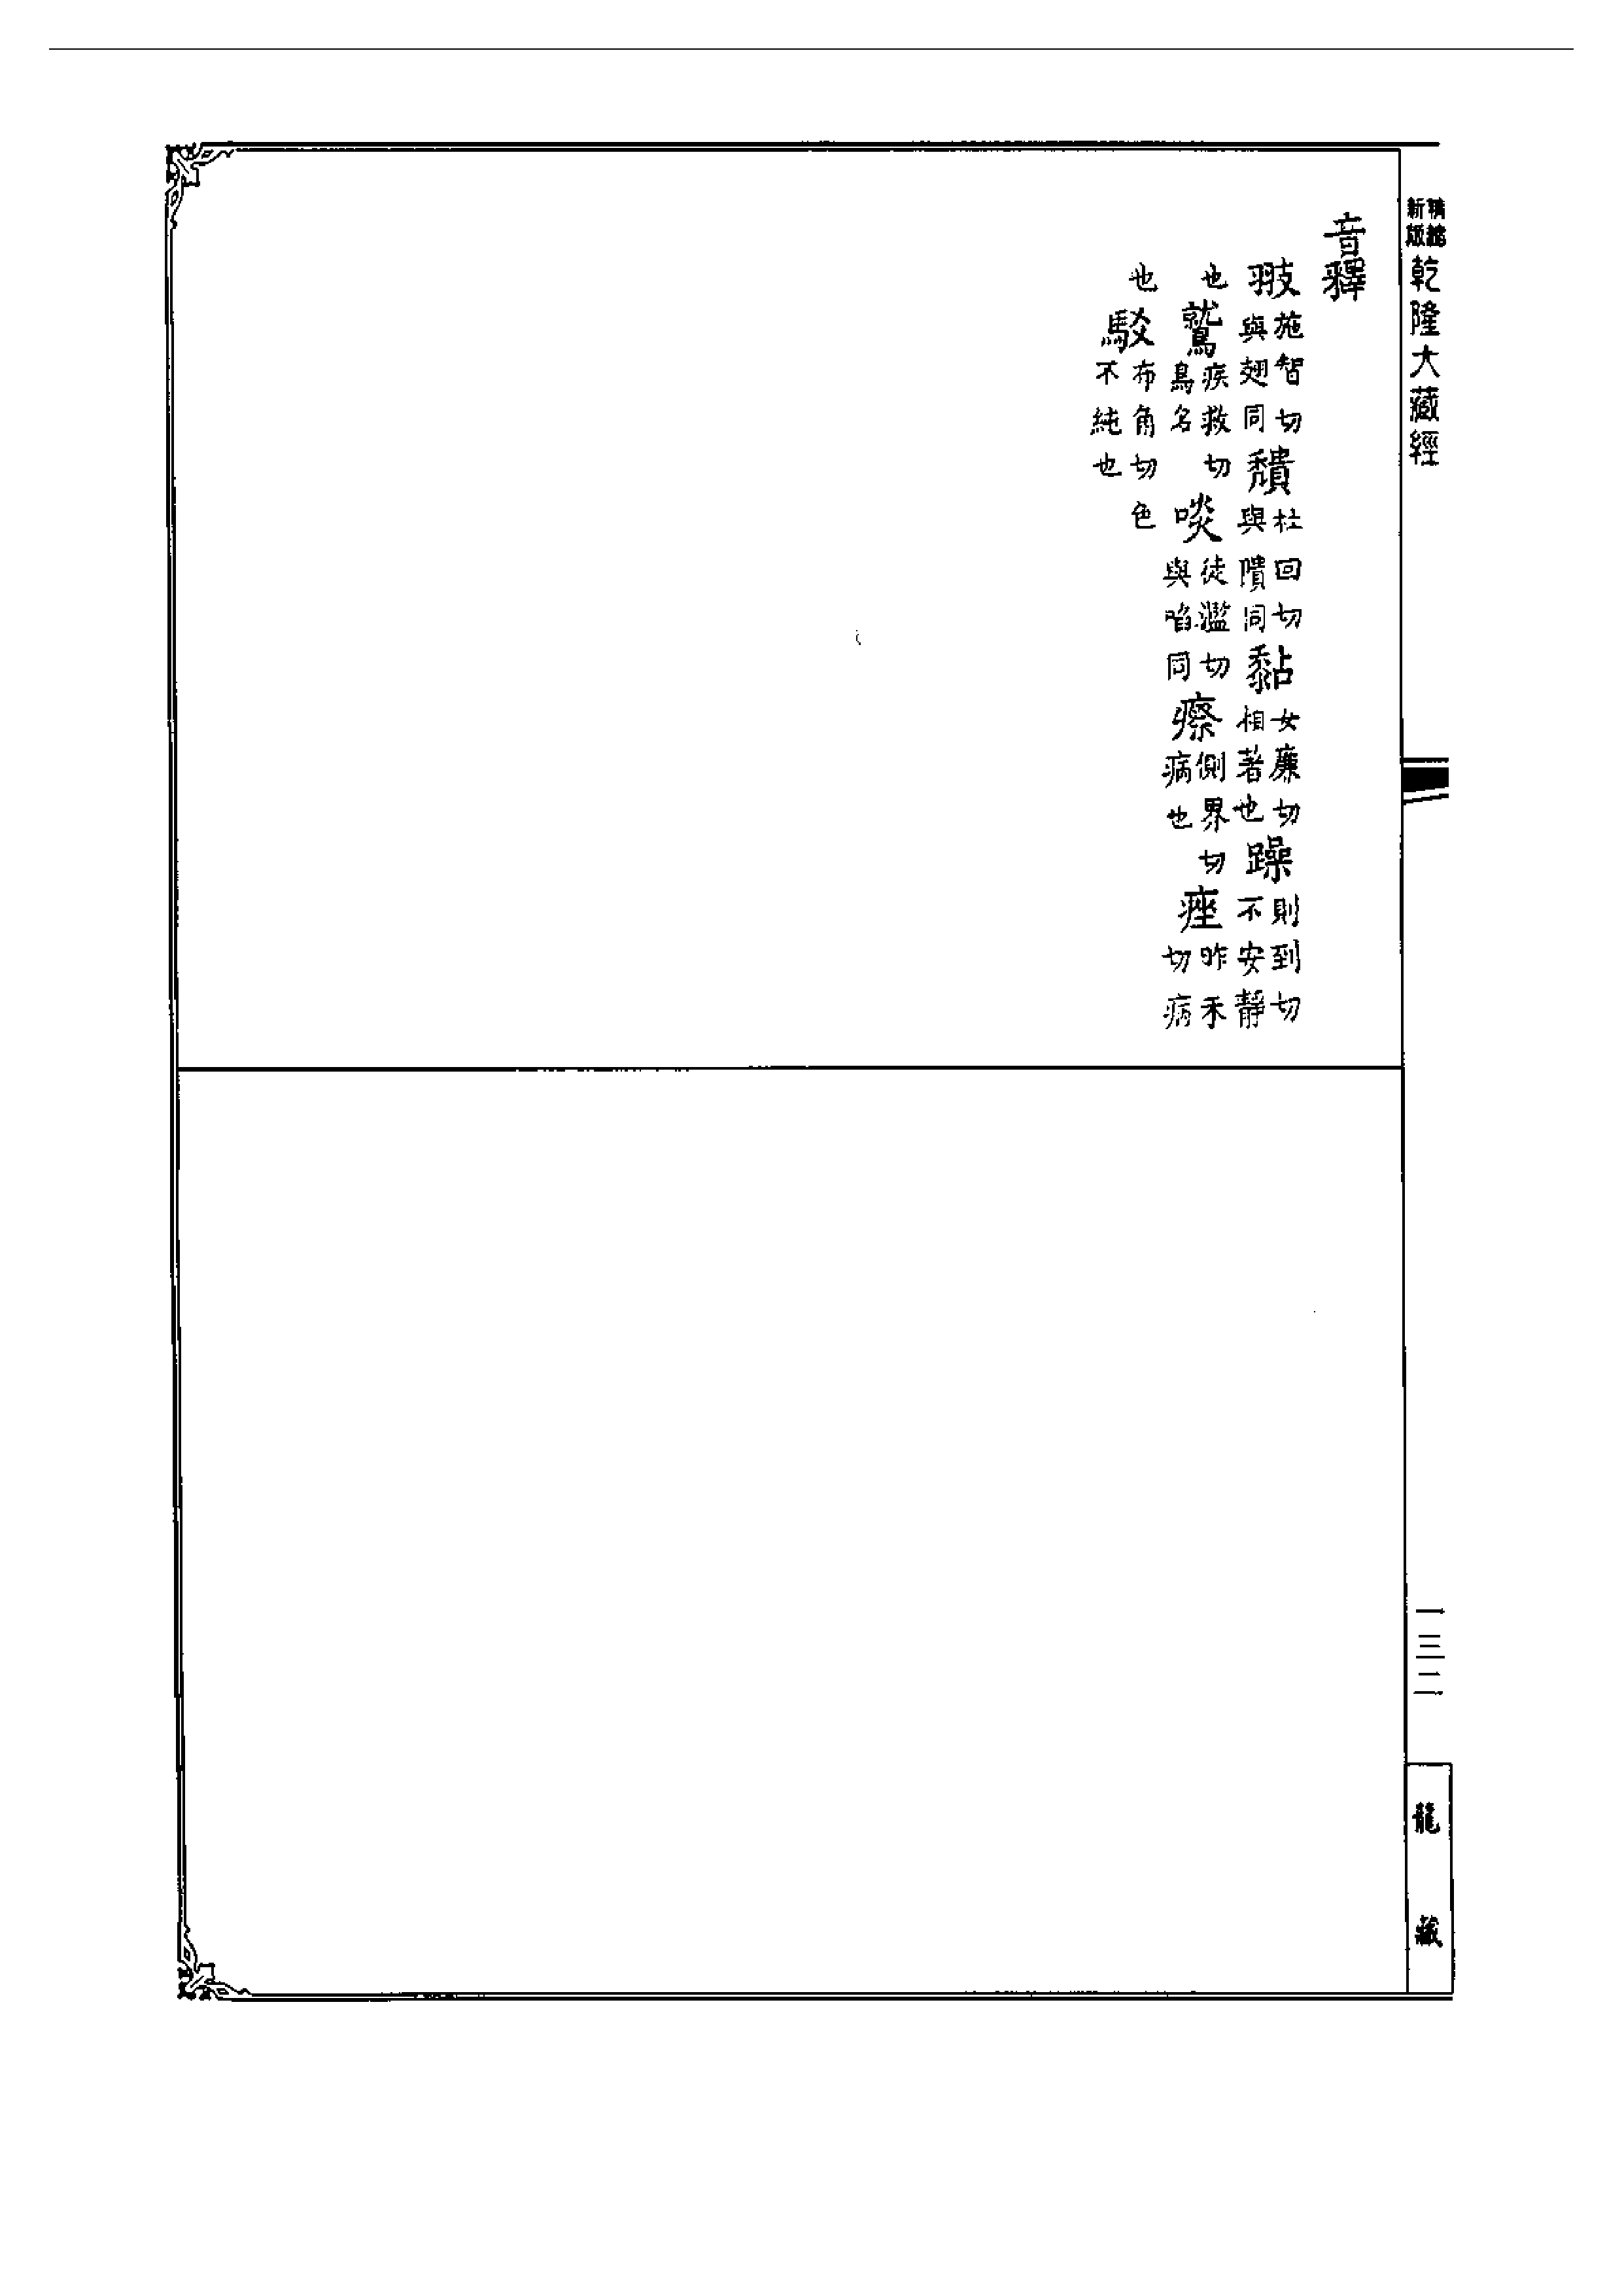 新版
精縮
乾隆大藏經
音釋
翄施智切與翅同 䫋杜回切與隤同 黏女廉切相著也 躁則到切不安靜
也 鷲疾救切鳥名 啖徒濫切與啗同 瘵側界切病也 痤昨禾切病
也 駁布角切色不純也
一三二
龍藏